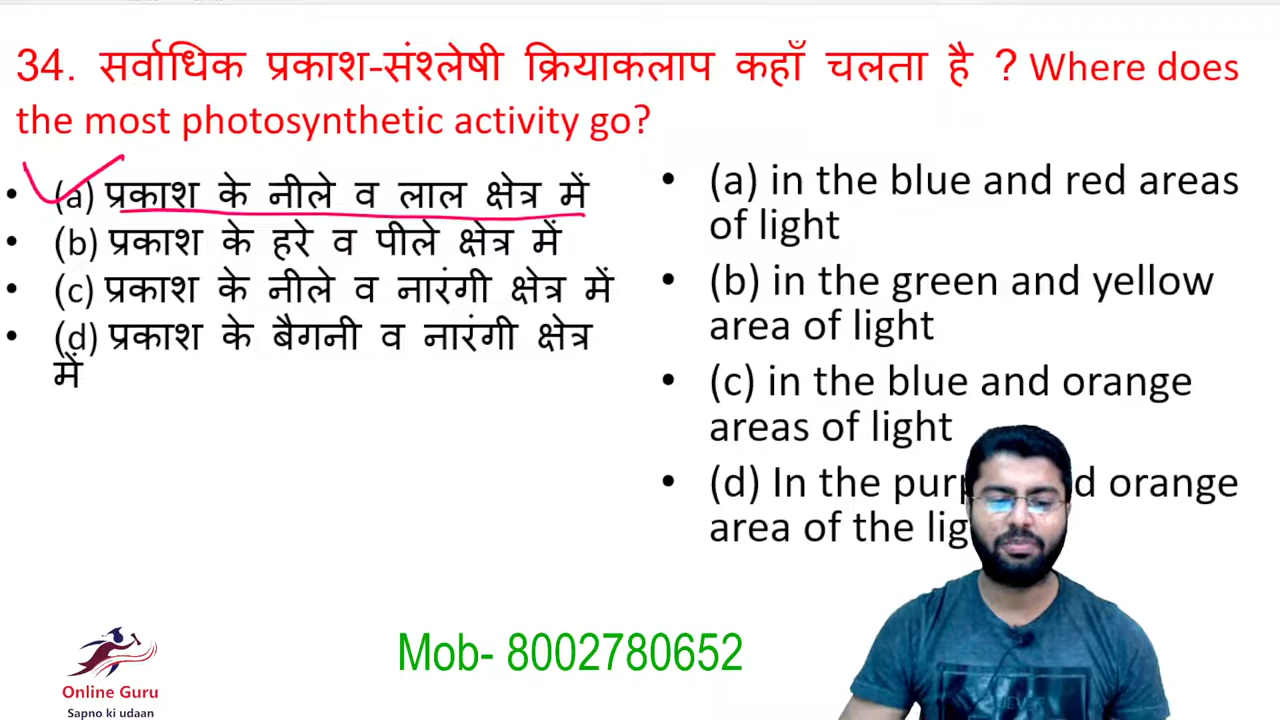 34. सर्वाधिक प्रकाश-संश्लेषी क्रियाकलाप कहाँ चलता है ? Where does
the most photosynthetic activity go?
• (a) प्रकाश के नीले व लाल क्षेत्र में
• (b) प्रकाश के हरे व पीले क्षेत्र में
• (c) प्रकाश के नीले व नारंगी क्षेत्र में
• (d) प्रकाश के बैगनी व नारंगी क्षेत्र
में
• (a) in the blue and red areas
of light
• (b) in the green and yellow
area of light
• (c) in the blue and orange
areas of light
• (d) In the orange
area of the
Mob- 8002780652
Online Guru
Sapno ki udaan